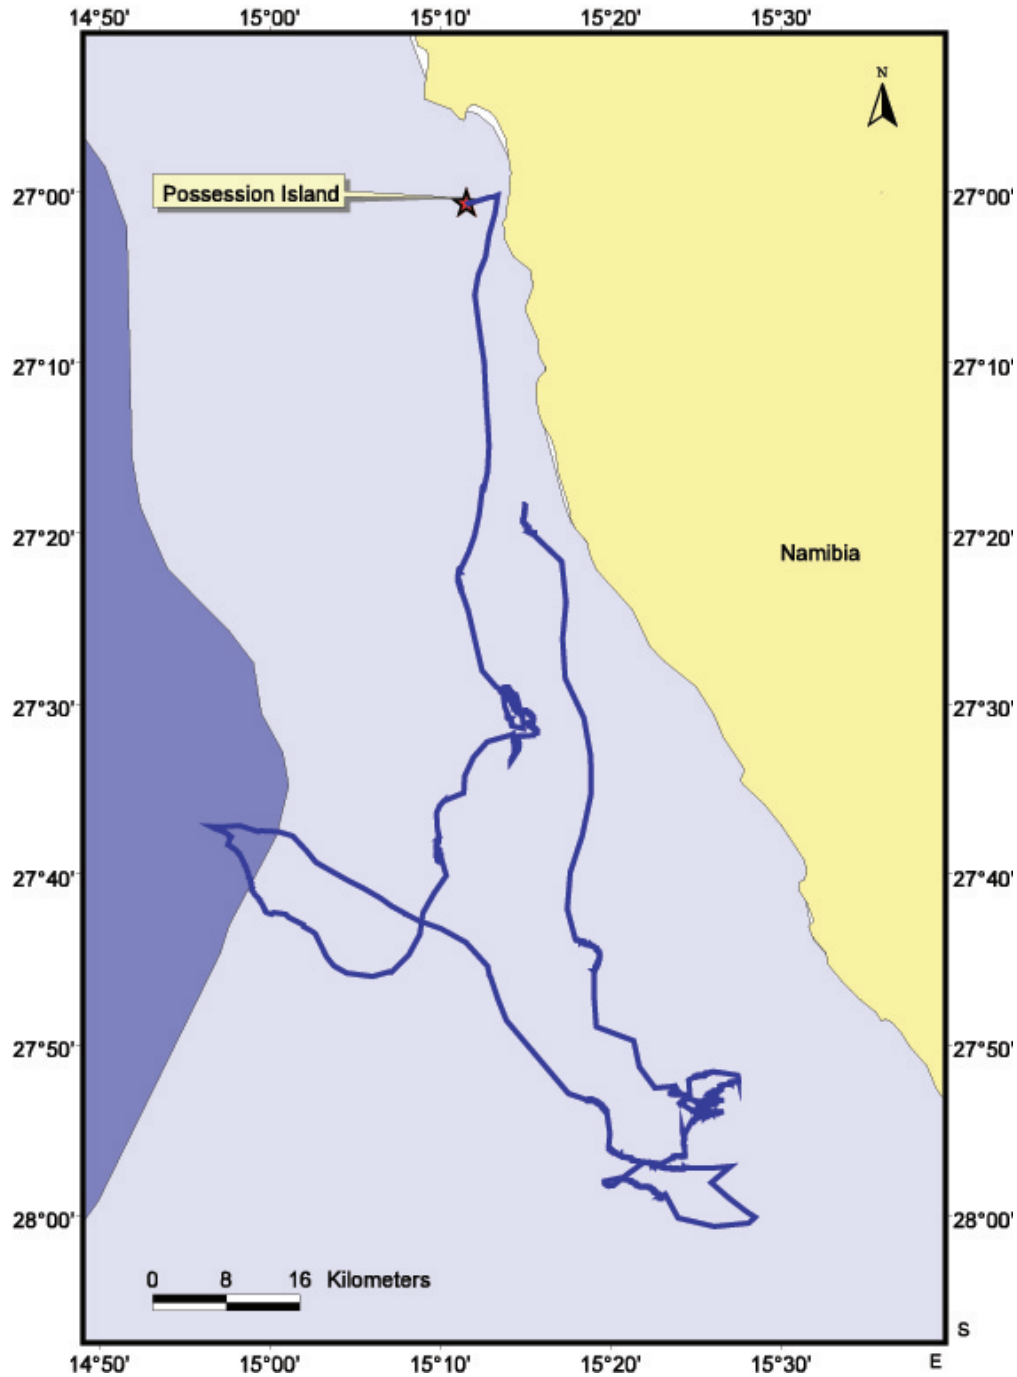 14°50' 15°00' 15°10' 15°20' 15°30'
N
Possession Island
27°00' 27°00'
27°10' 27°10'
27°20' 27°20'
Namibia
27°30' 27°30'
27°40' 27°40'
27°50' 27°50'
28°00' 28°00'
0 8 16 Kilometers
S
14°50' 15°00' 15°10' 15°20' 15°30' E